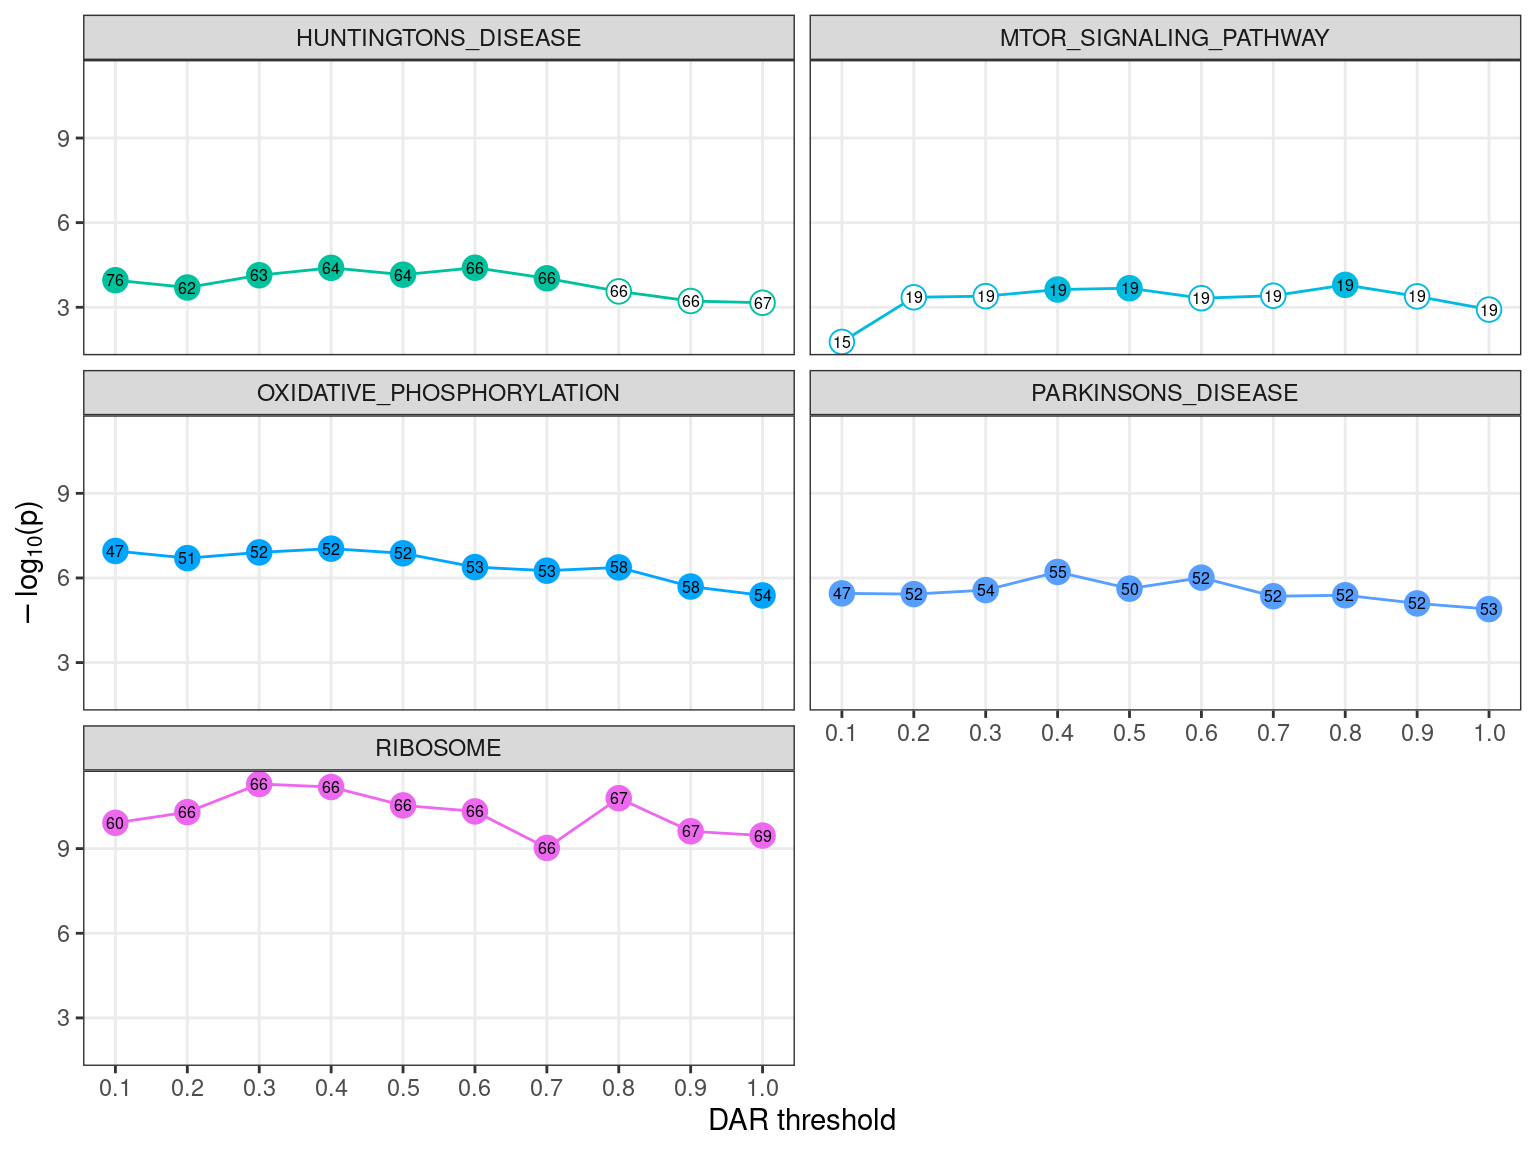 HUNTINGTONS_DISEASE
MTOR_SIGNALING_PATHWAY
9
6
3
76 62 63 64 64 66 66 66 66 67
15 19 19 19 19 19 19 19 19 19
OXIDATIVE_PHOSPHORYLATION
PARKINSONS_DISEASE
9
6
3
47 51 52 52 52 53 53 58 58 54
47 52 54 55 50 52 52 52 52 53
− log10(p)
0.1 0.2 0.3 0.4 0.5 0.6 0.7 0.8 0.9 1.0
RIBOSOME
9
6
3
60 66 66 66 66 66 66 67 67 69
0.1 0.2 0.3 0.4 0.5 0.6 0.7 0.8 0.9 1.0
DAR threshold